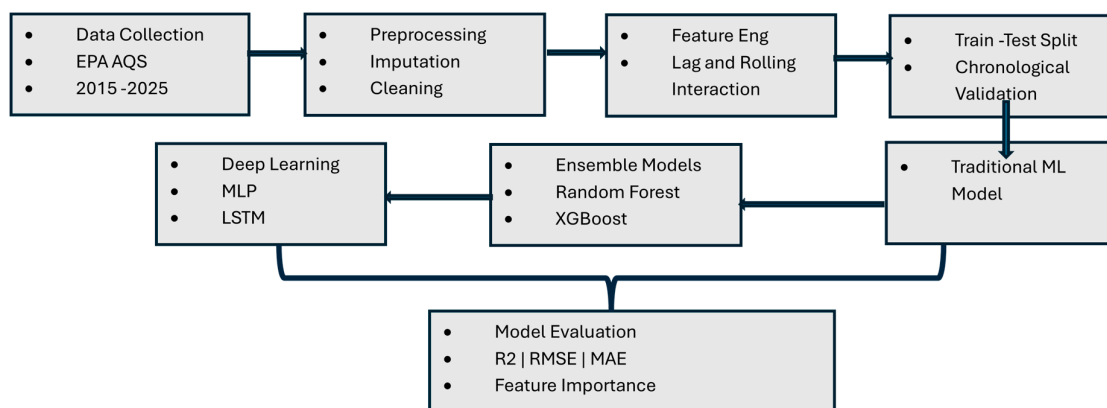 • Data Collection
• EPA AQS
• 2015 -2025
• Preprocessing
• Imputation
• Cleaning
• Feature Eng
• Lag and Rolling
Interaction
• Train -Test Split
• Chronological
Validation
• Traditional ML
Model
• Ensemble Models
• Random Forest
• XGBoost
• Deep Learning
• MLP
• LSTM
• Model Evaluation
• R2 | RMSE | MAE
• Feature Importance